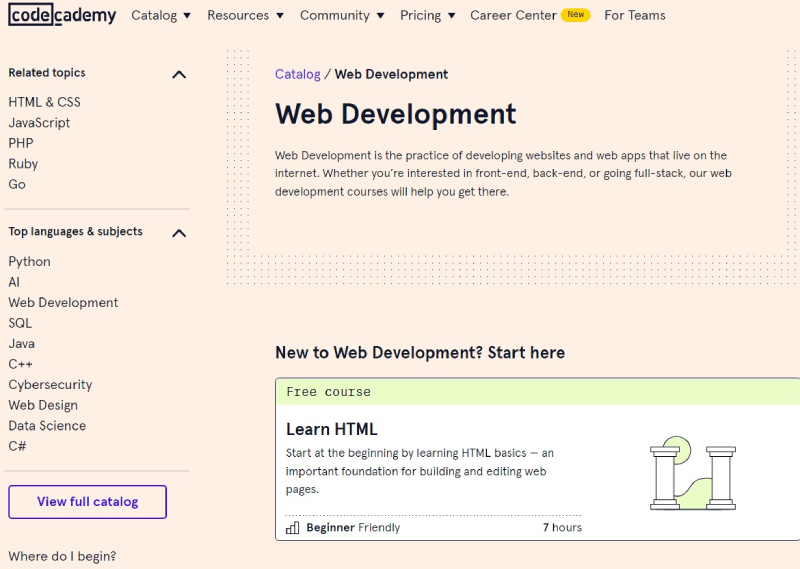 codecademy Catalog Resources Community Pricing Career Center New For Teams
Related topics
HTML & CSS
JavaScript
PHP
Ruby
Go
Top languages & subjects
Python
AI
Web Development
SQL
Java
C++
Cybersecurity
Web Design
Data Science
C#
View full catalog
Where do I begin?
Catalog / Web Development
Web Development
Web Development is the practice of developing websites and web apps that live on the
internet. Whether you're interested in front-end, back-end, or going full-stack, our web
development courses will help you get there.
New to Web Development? Start here
Free course
Learn HTML
Start at the beginning by learning HTML basics — an
important foundation for building and editing web
pages.
Beginner Friendly 7 hours